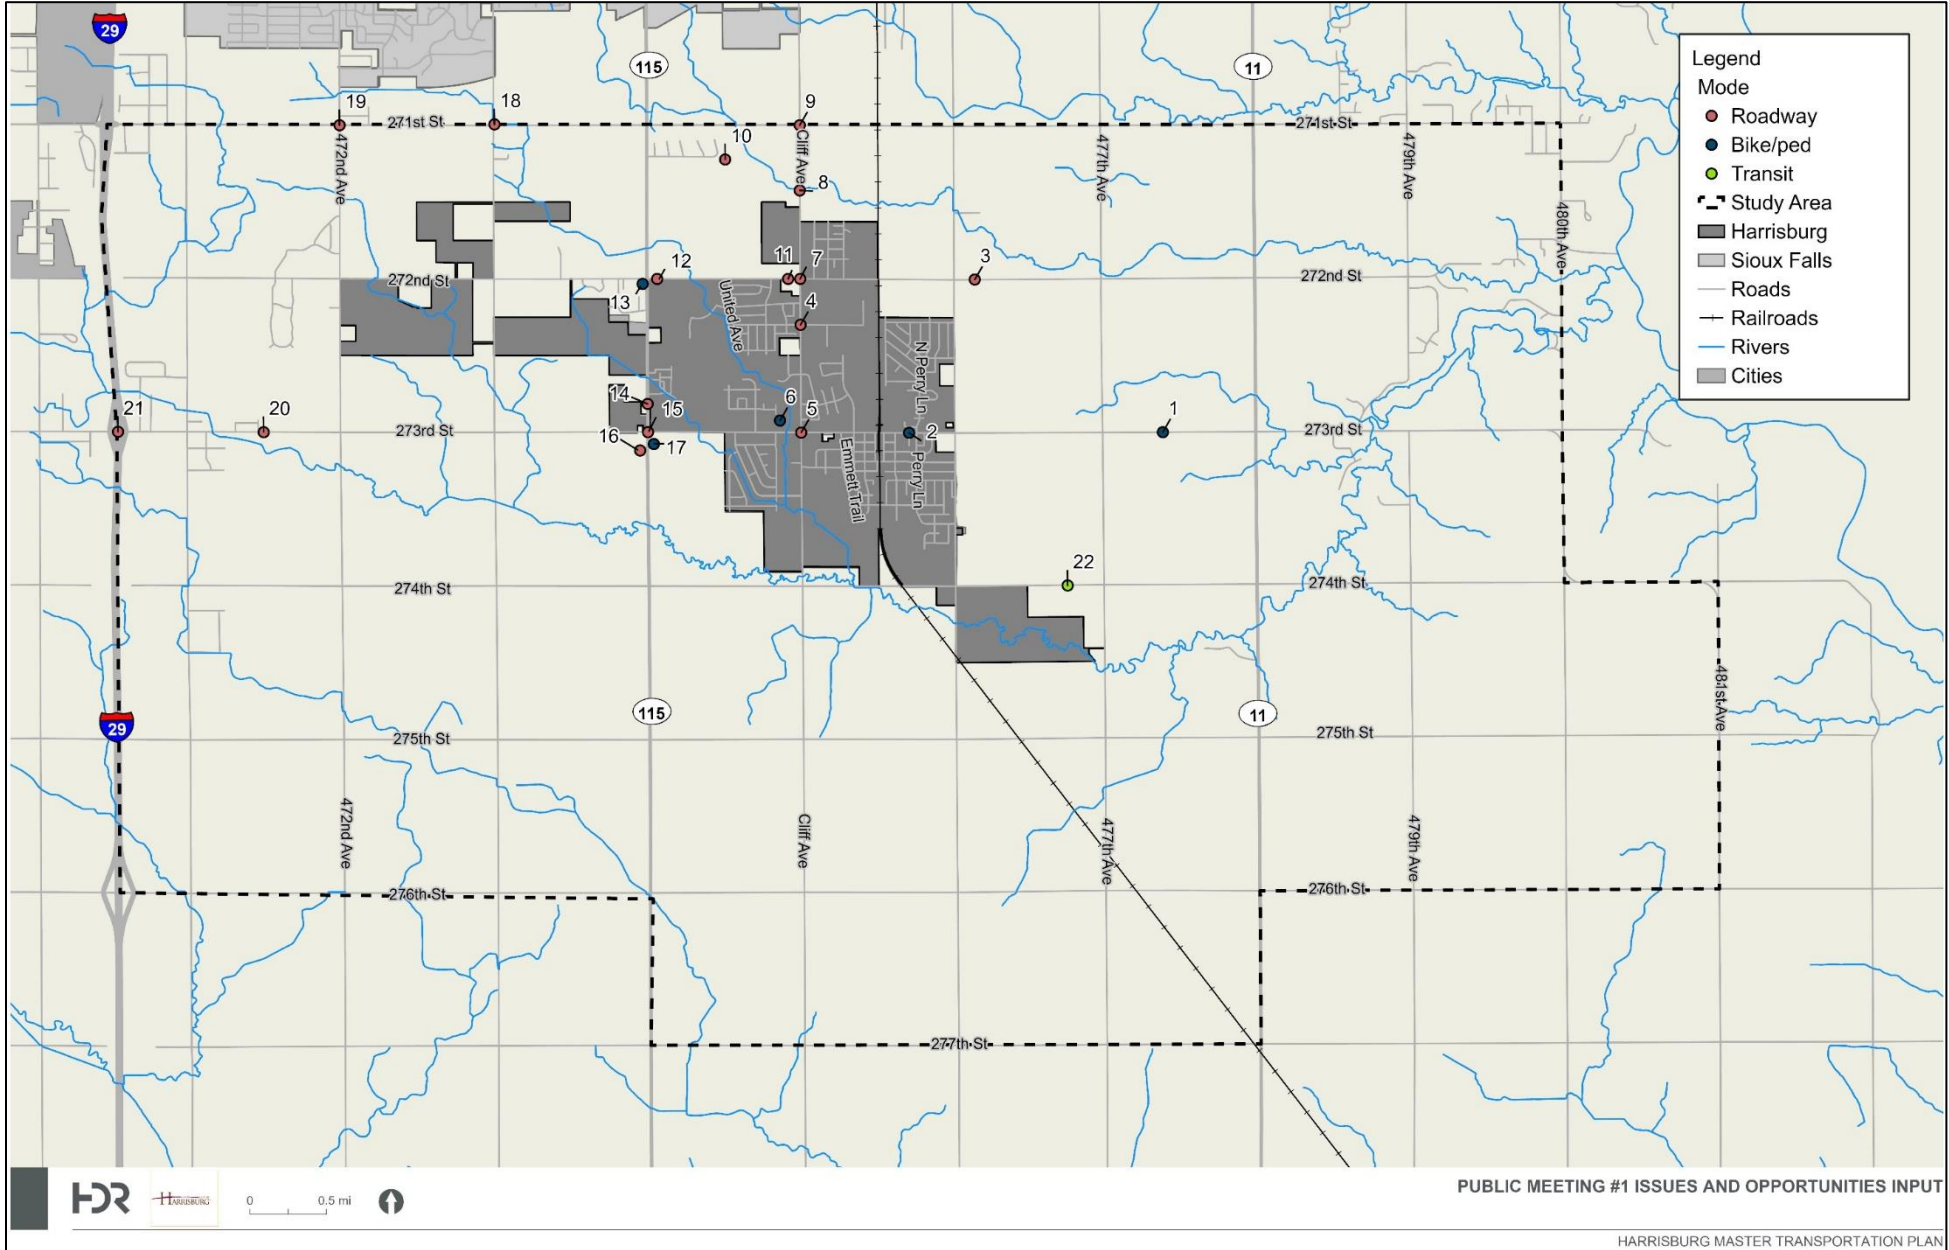 29
115
11
Legend
Mode
Roadway
Bike/ped
Transit
Study Area
Harrisburg
Sioux Falls
Roads
Railroads
Rivers
Cities
19
18
9
271st St
271st St
10
472nd Ave
Cliff Ave
477th Ave
479th Ave
8
480th Ave
12
11
7
3
272nd St
272nd St
13
United Ave
4
N Perry Ln
14
15
6
5
1
21
20
273rd St
16
17
2
273rd St
Emmett Trail
Perry Ln
22
274th St
274th St
481st Ave
115
11
29
275th St
275th St
472nd Ave
Cliff Ave
477th Ave
479th Ave
276th St
276th St
277th St
HDR
HARRISBURG
0 0.5 mi
PUBLIC MEETING #1 ISSUES AND OPPORTUNITIES INPUT
HARRISBURG MASTER TRANSPORTATION PLAN